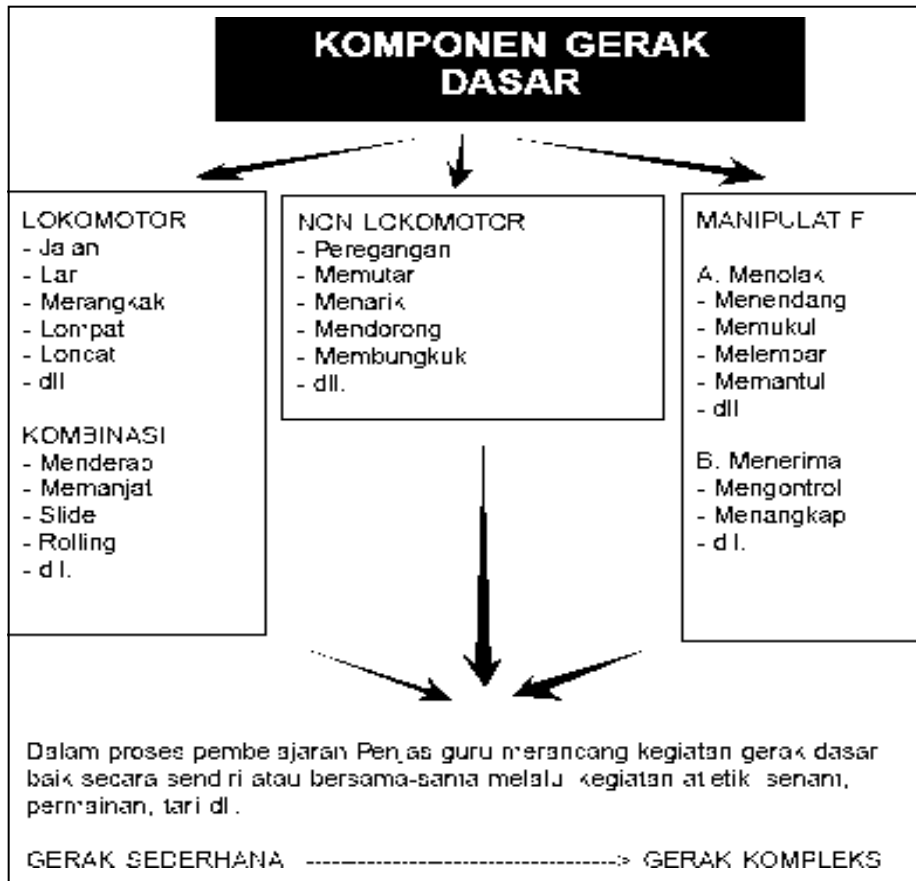 KOMPONEN GERAK
DASAR
LOKOMOTOR
- Jalan
- Lari
- Merangkak
- Lompat
- Loncat
- dll
KOMBINASI
- Menderap
- Memanjat
- Slide
- Rolling
- dll.
NON LOKOMOTOR
- Peregangan
- Memutar
- Menarik
- Mendorong
- Membungkuk
- dll.
MANIPULATIF
A. Menolak
- Menendang
- Memukul
- Melempar
- Memantul
- dll
B. Menerima
- Mengontrol
- Menangkap
- dll.
Dalam proses pembelajaran Penjas guru merancang kegiatan gerak dasar
baik secara sendiri atau bersama-sama melalui kegiatan atletik senam,
permainan, tari dll.
GERAK SEDERHANA ------------------------------------> GERAK KOMPLEKS